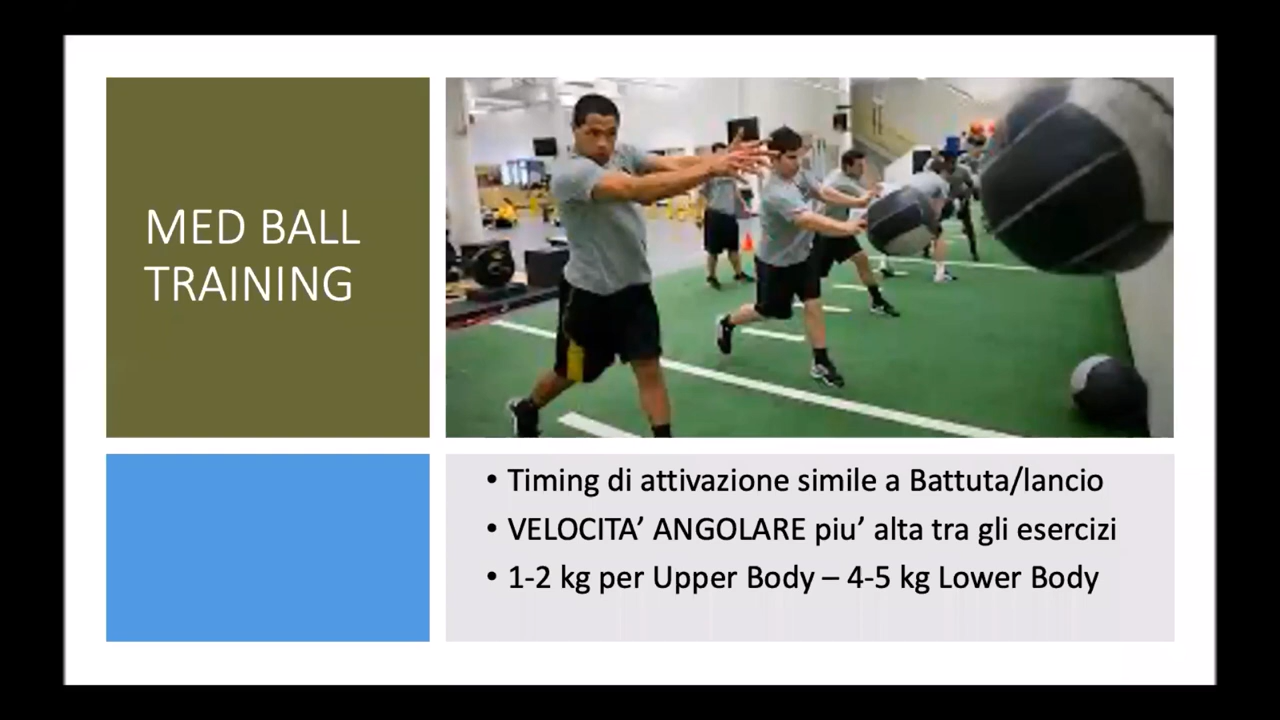 MED BALL
TRAINING
• Timing di attivazione simile a Battuta/lancio
• VELOCITA’ ANGOLARE piu’ alta tra gli esercizi
• 1-2 kg per Upper Body – 4-5 kg Lower Body